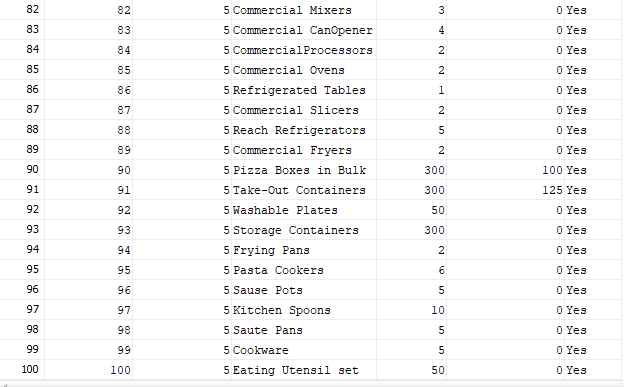 82 82 5 Commercial Mixers 3 0 Yes
83 83 5 Commercial CanOpener 4 0 Yes
84 84 5 CommercialProcessors 2 0 Yes
85 85 5 Commercial Ovens 2 0 Yes
86 86 5 Refrigerated Tables 1 0 Yes
87 87 5 Commercial Slicers 2 0 Yes
88 88 5 Reach Refrigerators 5 0 Yes
89 89 5 Commercial Fryers 2 0 Yes
90 90 5 Pizza Boxes in Bulk 300 100 Yes
91 91 5 Take-Out Containers 300 125 Yes
92 92 5 Washable Plates 50 0 Yes
93 93 5 Storage Containers 300 0 Yes
94 94 5 Frying Pans 2 0 Yes
95 95 5 Pasta Cookers 6 0 Yes
96 96 5 Sause Pots 5 0 Yes
97 97 5 Kitchen Spoons 10 0 Yes
98 98 5 Saute Pans 5 0 Yes
99 99 5 Cookware 5 0 Yes
100 100 5 Eating Utensil set 50 0 Yes